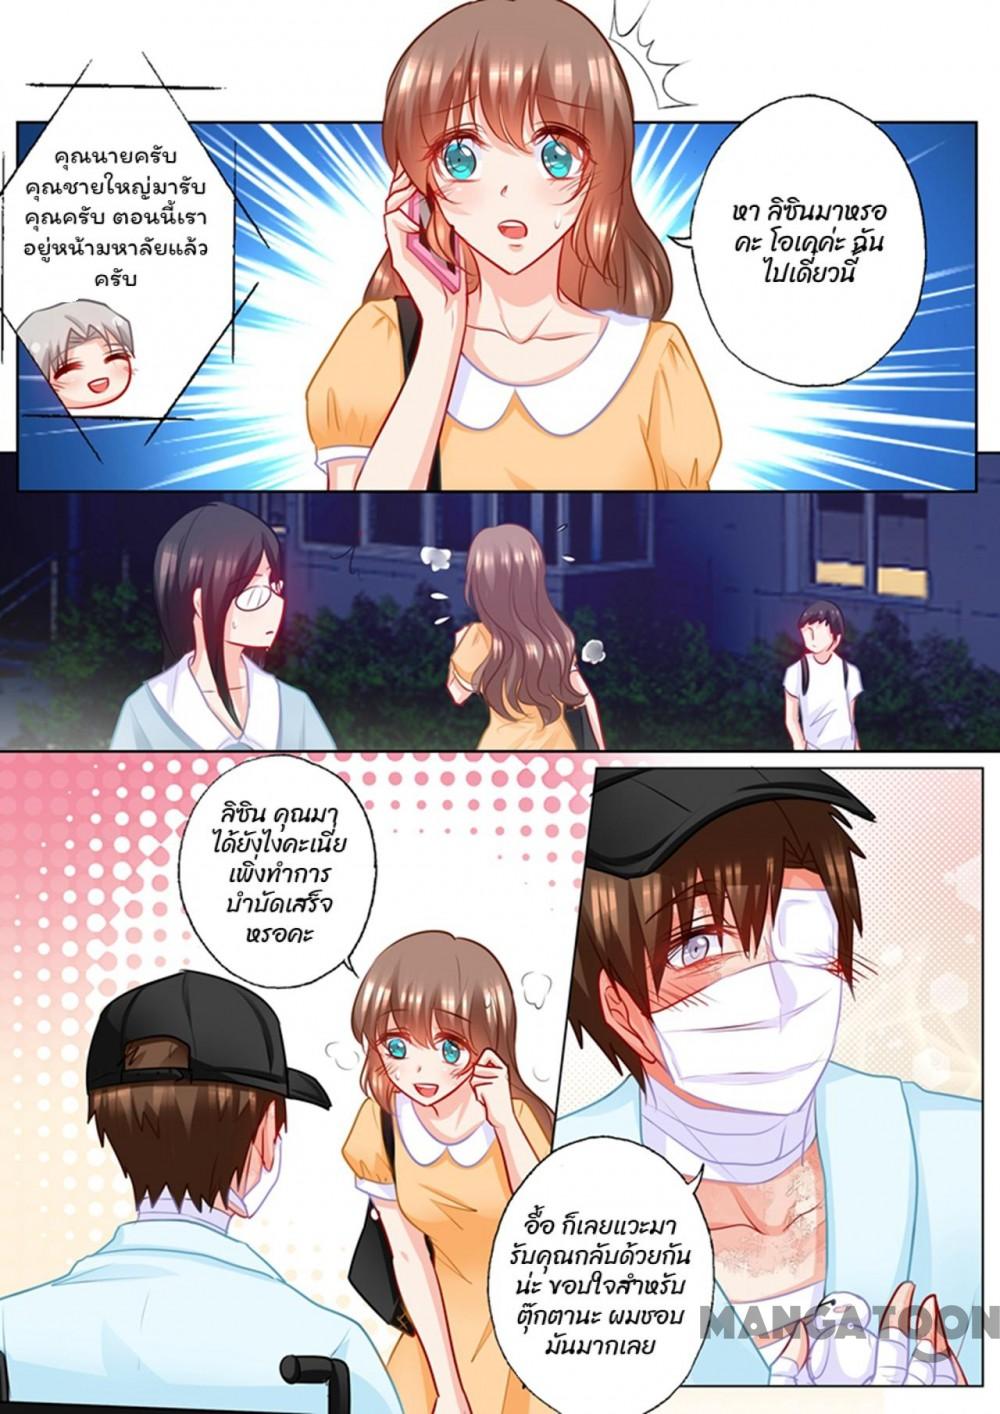 คุณนายครับ
คุณชายใหญ่มารับ
คุณครับ ตอนนี้เรา
อยู่หน้ามหาลัยแล้ว
ครับ
หา ลิซินมาหรอ
คะ โอเคค่ะ ฉัน
ไปเดี๋ยวนี้
ลิซิน คุณมา
ได้ยังไงคะเนี่ย
เพิ่งทำการ
บำบัดเสร็จ
หรอคะ
อื้อ ก็เลยแวะมา
รับคุณกลับด้วยกัน
น่ะ ขอบใจสำหรับ
ตุ๊กตานะ ผมชอบ
มันมากเลย
MANGATOON